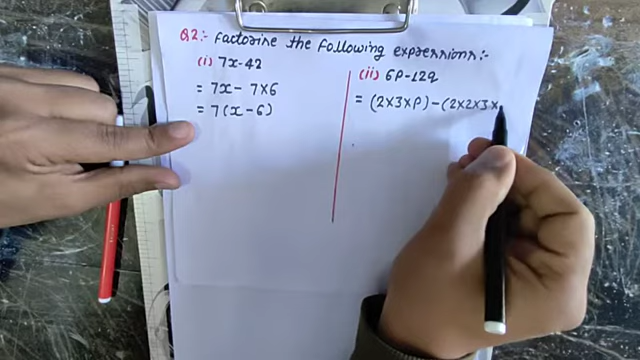 Q2:- Factorise the following expressions:-
(i) 7x-42
= 7x - 7×6
= 7(x-6)
(ii) 6P-12q
= (2×3×P)-(2×2×3×